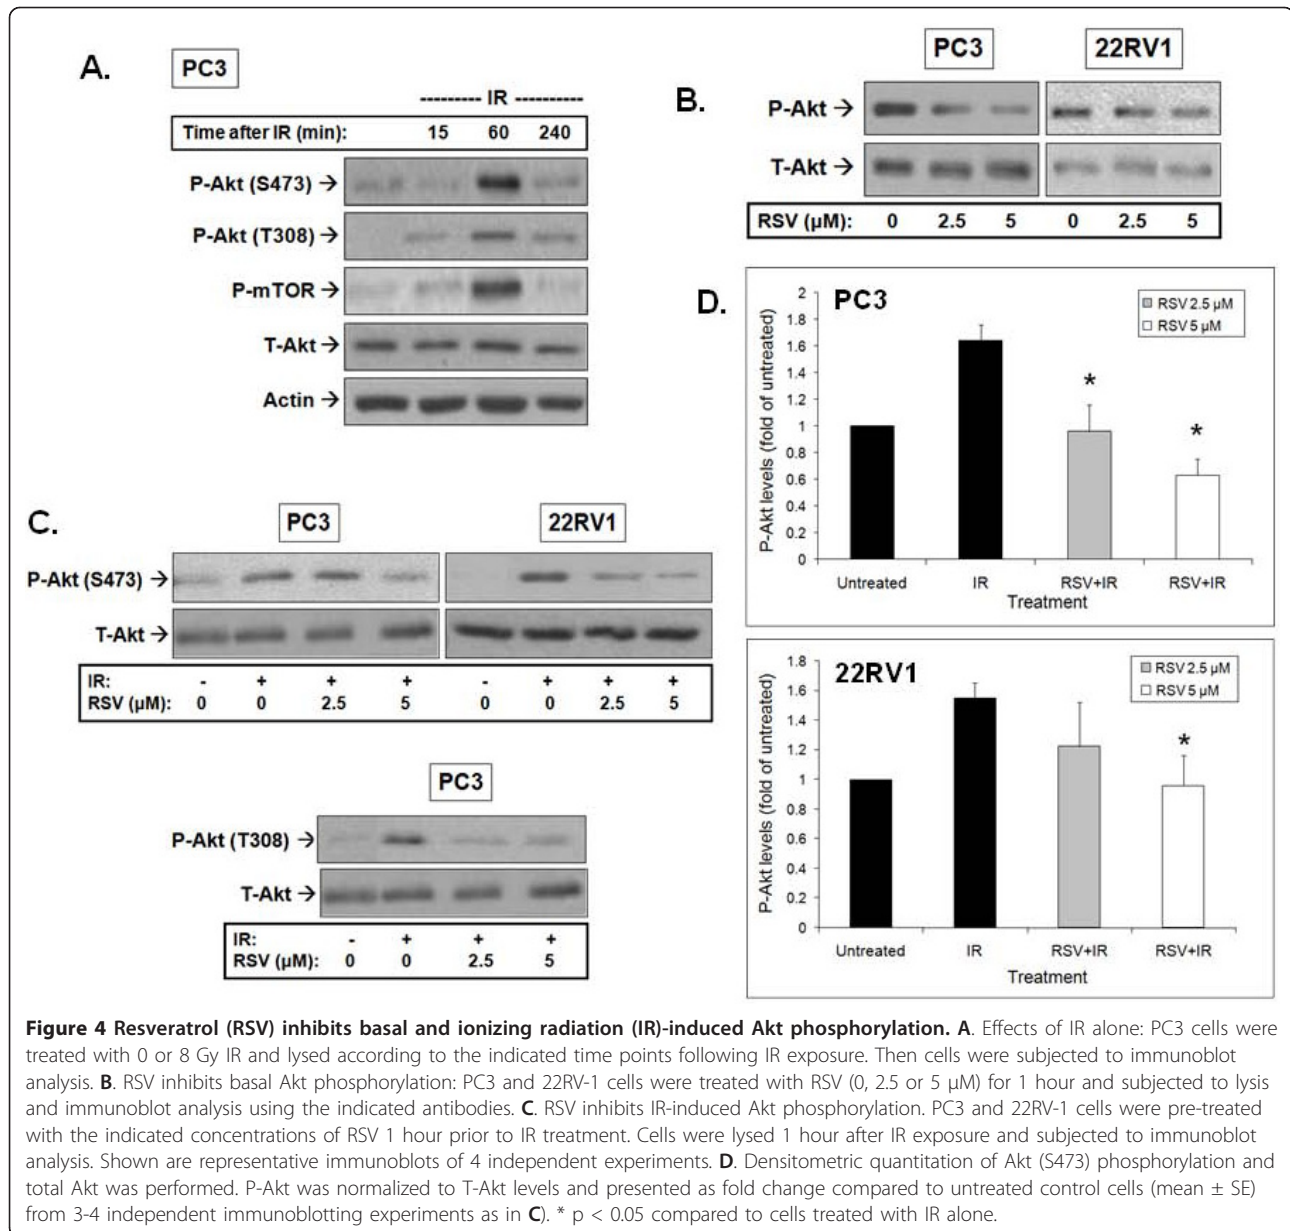 A.
PC3
--------- IR ----------
Time after IR (min): 15 60 240
P-Akt (S473) →
P-Akt (T308) →
P-mTOR →
T-Akt →
Actin →
B.
PC3 22RV1
P-Akt →
T-Akt →
RSV (µM): 0 2.5 5 0 2.5 5
C.
PC3 22RV1
P-Akt (S473) →
T-Akt →
IR: - + + + - + + +
RSV (µM): 0 0 2.5 5 0 0 2.5 5
PC3
P-Akt (T308) →
T-Akt →
IR: - + + +
RSV (µM): 0 0 2.5 5
D.
PC3
RSV 2.5 µM
RSV 5 µM
P-Akt levels (fold of untreated)
2
1.8
1.6
1.4
1.2
1
0.8
0.6
0.4
0.2
0
* *
Untreated IR RSV+IR RSV+IR
Treatment
22RV1
RSV 2.5 µM
RSV 5 µM
P-Akt levels (fold of untreated)
1.8
1.6
1.4
1.2
1
0.8
0.6
0.4
0.2
0
*
Untreated IR RSV+IR RSV+IR
Treatment
Figure 4 Resveratrol (RSV) inhibits basal and ionizing radiation (IR)-induced Akt phosphorylation. A. Effects of IR alone: PC3 cells were
treated with 0 or 8 Gy IR and lysed according to the indicated time points following IR exposure. Then cells were subjected to immunoblot
analysis. B. RSV inhibits basal Akt phosphorylation: PC3 and 22RV-1 cells were treated with RSV (0, 2.5 or 5 µM) for 1 hour and subjected to lysis
and immunoblot analysis using the indicated antibodies. C. RSV inhibits IR-induced Akt phosphorylation. PC3 and 22RV-1 cells were pre-treated
with the indicated concentrations of RSV 1 hour prior to IR treatment. Cells were lysed 1 hour after IR exposure and subjected to immunoblot
analysis. Shown are representative immunoblots of 4 independent experiments. D. Densitometric quantitation of Akt (S473) phosphorylation and
total Akt was performed. P-Akt was normalized to T-Akt levels and presented as fold change compared to untreated control cells (mean ± SE)
from 3-4 independent immunoblotting experiments as in C). * p < 0.05 compared to cells treated with IR alone.